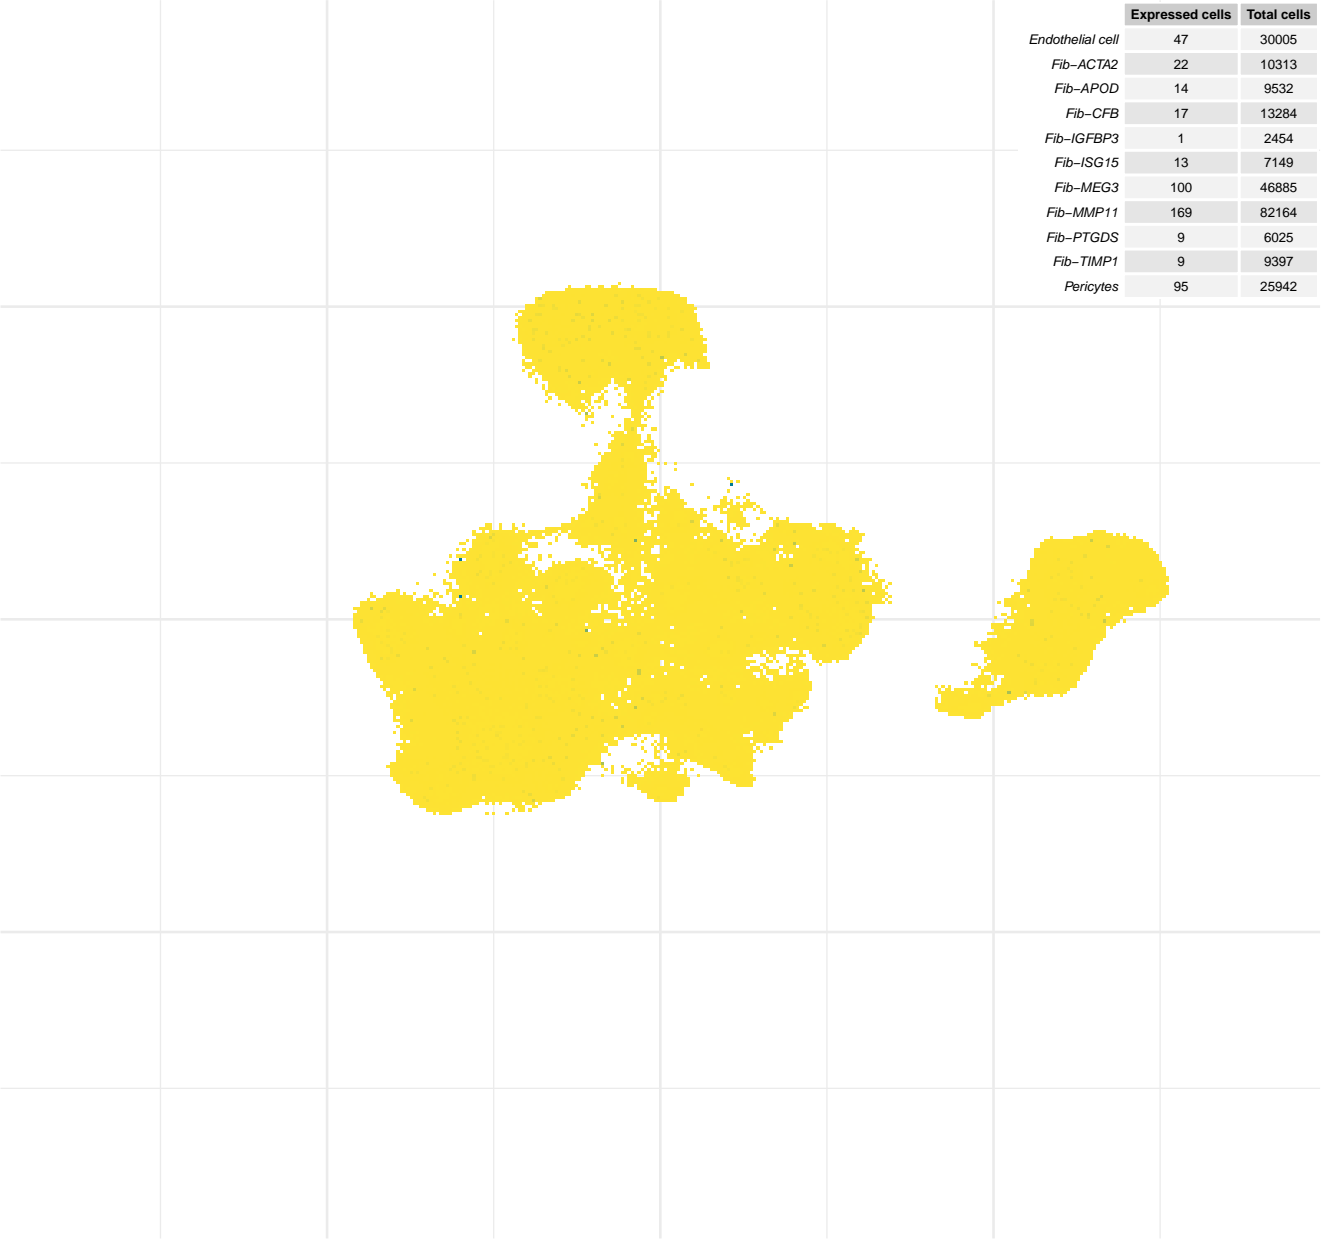 Expressed cells Total cells
Endothelial cell 47 30005
Fib−ACTA2 22 10313
Fib−APOD 14 9532
Fib−CFB 17 13284
Fib−IGFBP3 1 2454
Fib−ISG15 13 7149
Fib−MEG3 100 46885
Fib−MMP11 169 82164
Fib−PTGDS 9 6025
Fib−TIMP1 9 9397
Pericytes 95 25942